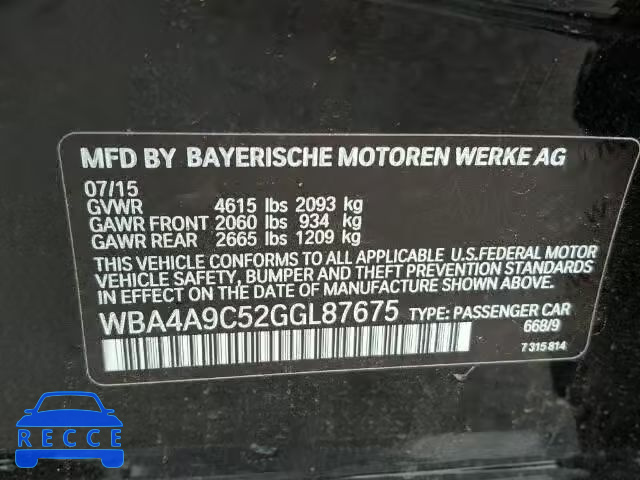 MFD BY BAYERISCHE MOTOREN WERKE AG
07/15
GVWR 4615 lbs 2093 kg
GAWR FRONT 2060 lbs 934 kg
GAWR REAR 2665 lbs 1209 kg
THIS VEHICLE CONFORMS TO ALL APPLICABLE U.S.FEDERAL MOTOR
VEHICLE SAFETY, BUMPER AND THEFT PREVENTION STANDARDS
IN EFFECT ON THE DATE OF MANUFACTURE SHOWN ABOVE.
WBA4A9C52GGL87675 TYPE: PASSENGER CAR
668/9
7 315 814
RECCS